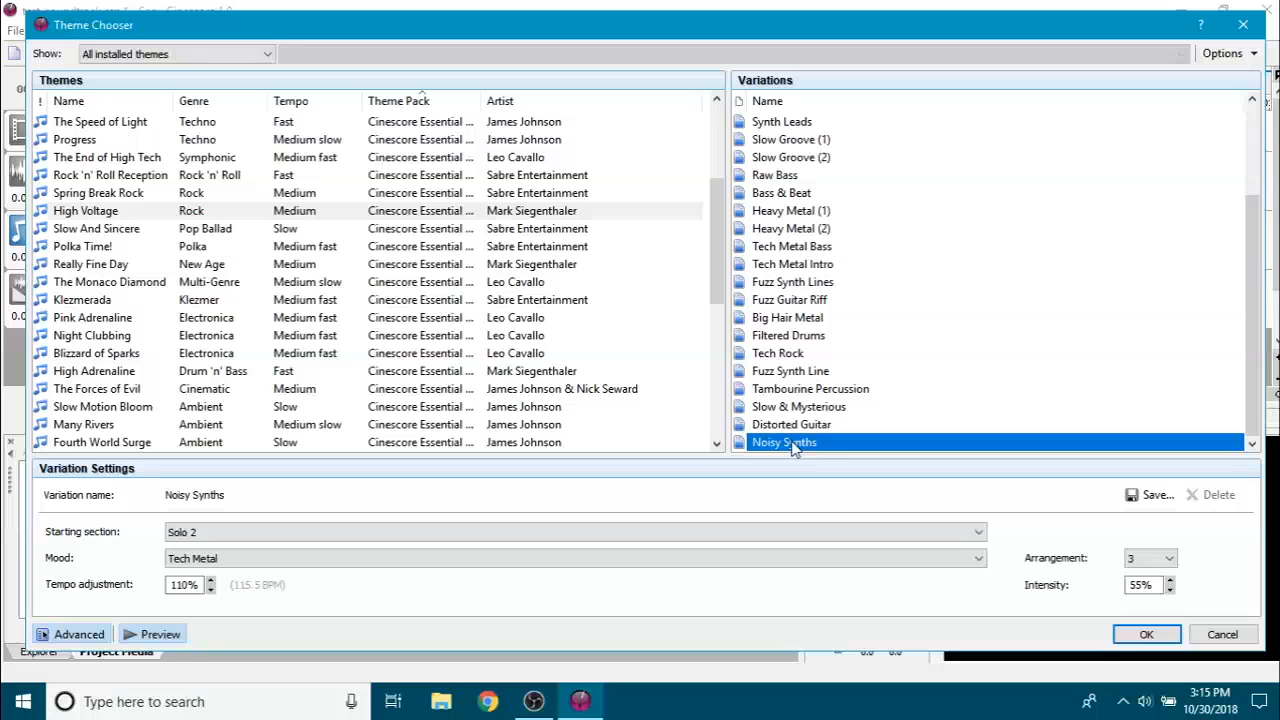 Theme Chooser
?
File
Show: All installed themes Options
Themes
! Name Genre Tempo Theme Pack Artist
The Speed of Light Techno Fast Cinescore Essential ... James Johnson
Progress Techno Medium slow Cinescore Essential ... James Johnson
The End of High Tech Symphonic Medium fast Cinescore Essential ... Leo Cavallo
Rock 'n' Roll Reception Rock 'n' Roll Fast Cinescore Essential ... Sabre Entertainment
Spring Break Rock Rock Medium Cinescore Essential ... Sabre Entertainment
High Voltage Rock Medium Cinescore Essential ... Mark Siegenthaler
Slow And Sincere Pop Ballad Slow Cinescore Essential ... Sabre Entertainment
Polka Time! Polka Medium fast Cinescore Essential ... Sabre Entertainment
Really Fine Day New Age Medium Cinescore Essential ... Mark Siegenthaler
The Monaco Diamond Multi-Genre Medium slow Cinescore Essential ... Leo Cavallo
Klezmerada Klezmer Medium fast Cinescore Essential ... Sabre Entertainment
Pink Adrenaline Electronica Medium fast Cinescore Essential ... Leo Cavallo
Night Clubbing Electronica Medium fast Cinescore Essential ... Leo Cavallo
Blizzard of Sparks Electronica Medium fast Cinescore Essential ... Leo Cavallo
High Adrenaline Drum 'n' Bass Fast Cinescore Essential ... Mark Siegenthaler
The Forces of Evil Cinematic Medium Cinescore Essential ... James Johnson & Nick Seward
Slow Motion Bloom Ambient Slow Cinescore Essential ... James Johnson
Many Rivers Ambient Medium slow Cinescore Essential ... James Johnson
Fourth World Surge Ambient Slow Cinescore Essential ... James Johnson
Variations
Name
Synth Leads
Slow Groove (1)
Slow Groove (2)
Raw Bass
Bass & Beat
Heavy Metal (1)
Heavy Metal (2)
Tech Metal Bass
Tech Metal Intro
Fuzz Synth Lines
Fuzz Guitar Riff
Big Hair Metal
Filtered Drums
Tech Rock
Fuzz Synth Line
Tambourine Percussion
Slow & Mysterious
Distorted Guitar
Noisy Synths
Variation Settings
Variation name: Noisy Synths Save... Delete
Starting section: Solo 2
Mood: Tech Metal Arrangement: 3
Tempo adjustment: 110% (115.5 BPM) Intensity: 55%
Advanced Preview OK Cancel
Explorer Project Media
Type here to search
3:15 PM
10/30/2018